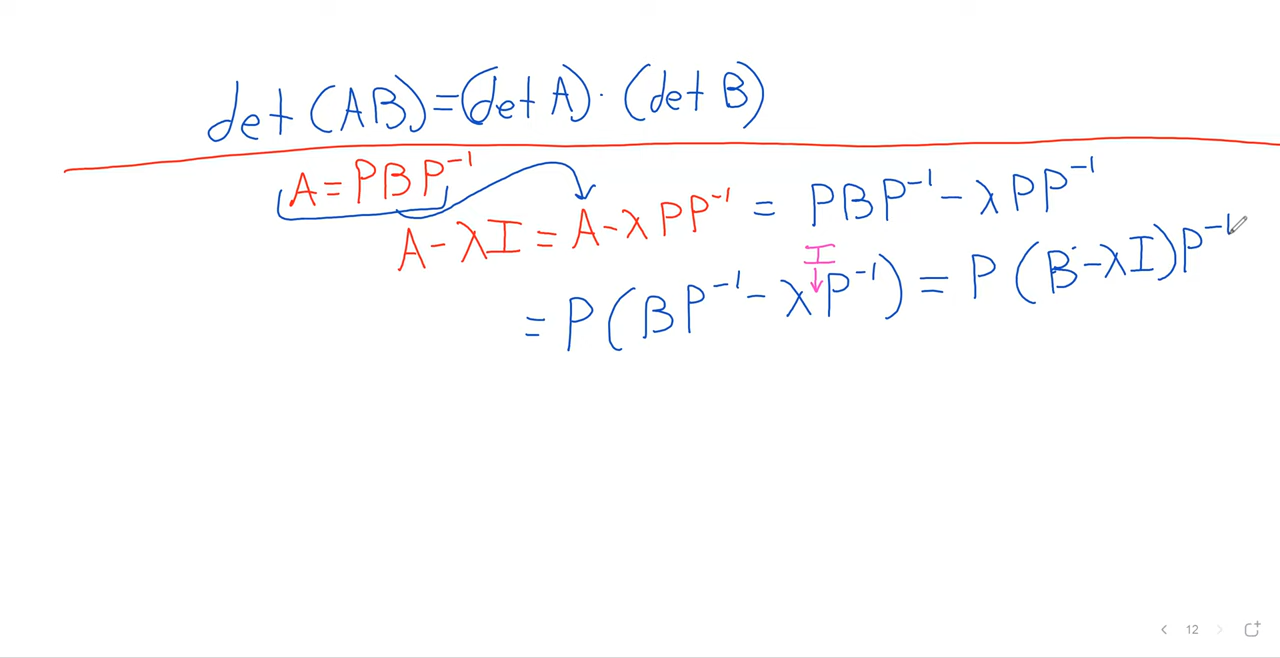 det (AB) = (det A) · (det B)
A = PBP⁻¹
A - λI = A - λPP⁻¹ = PBP⁻¹ - λPP⁻¹
I
= P(BP⁻¹ - λP⁻¹) = P(B - λI)P⁻¹
12